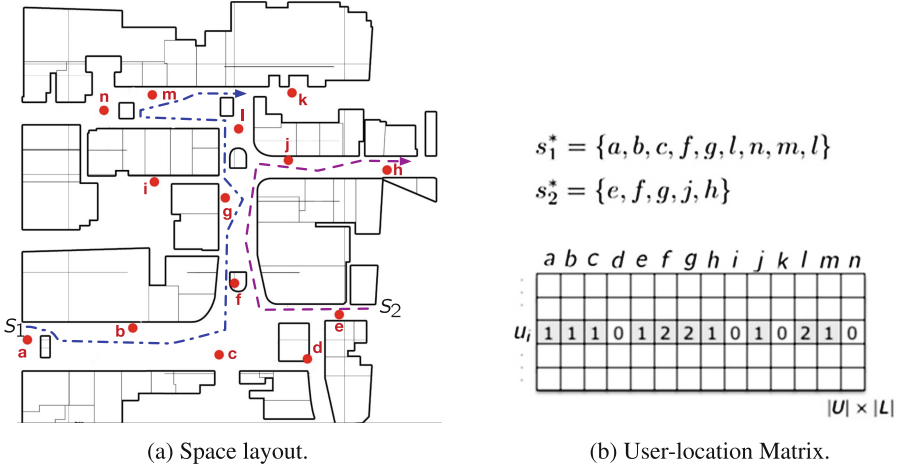 n
m
k
l
j
h
i
g
f
S₁
b
e
S₂
a
c
d
(a) Space layout.
s₁* = {a, b, c, f, g, l, n, m, l}
s₂* = {e, f, g, j, h}
a b c d e f g h i j k l m n
uᵢ 1 1 1 0 1 2 2 1 0 1 0 2 1 0
|U| × |L|
(b) User-location Matrix.